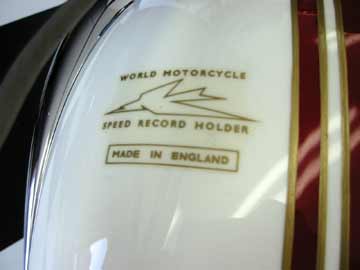 WORLD MOTORCYCLE
SPEED RECORD HOLDER
MADE IN ENGLAND